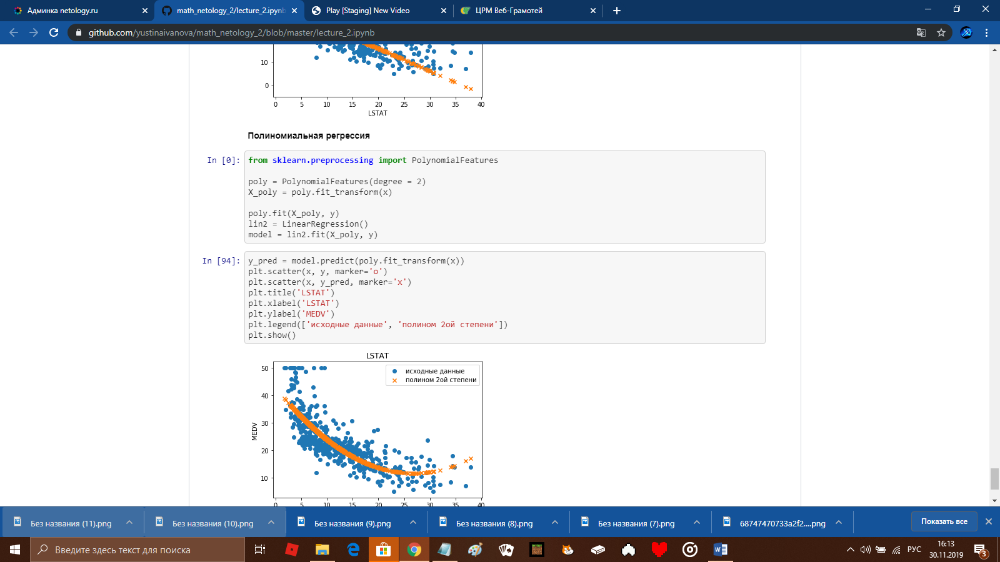 Админка netology.ru
math_netology_2/lecture_2.ipynb
Play [Staging] New Video
ЦРМ Веб-Грамотей
github.com/yustinaivanova/math_netology_2/blob/master/lecture_2.ipynb
10
0
0 5 10 15 20 25 30 35 40
LSTAT
Полиномиальная регрессия
In [0]:
from sklearn.preprocessing import PolynomialFeatures
poly = PolynomialFeatures(degree = 2)
X_poly = poly.fit_transform(x)
poly.fit(X_poly, y)
lin2 = LinearRegression()
model = lin2.fit(X_poly, y)
In [94]:
y_pred = model.predict(poly.fit_transform(x))
plt.scatter(x, y, marker='o')
plt.scatter(x, y_pred, marker='x')
plt.title('LSTAT')
plt.xlabel('LSTAT')
plt.ylabel('MEDV')
plt.legend(['исходные данные', 'полином 2ой степени'])
plt.show()
LSTAT
исходные данные
полином 2ой степени
50
40
30
20
10
MEDV
0 5 10 15 20 25 30 35 40
Без названия (11).png
Без названия (10).png
Без названия (9).png
Без названия (8).png
Без названия (7).png
68747470733a2f2....png
Показать все
Введите здесь текст для поиска
РУС
16:13
30.11.2019
3